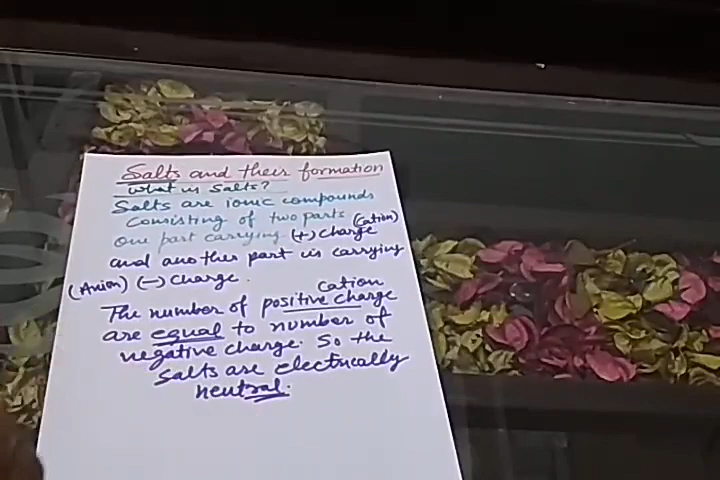 Salts and their formation
What is Salts?
Salts are ionic compounds
Consisting of two parts (Cation)
one part carrying (+) charge
and another part is carrying
(Anion) (-) charge.
cation
The number of positive charge
are equal to number of
negative charge. So the
Salts are electrically
neutral.